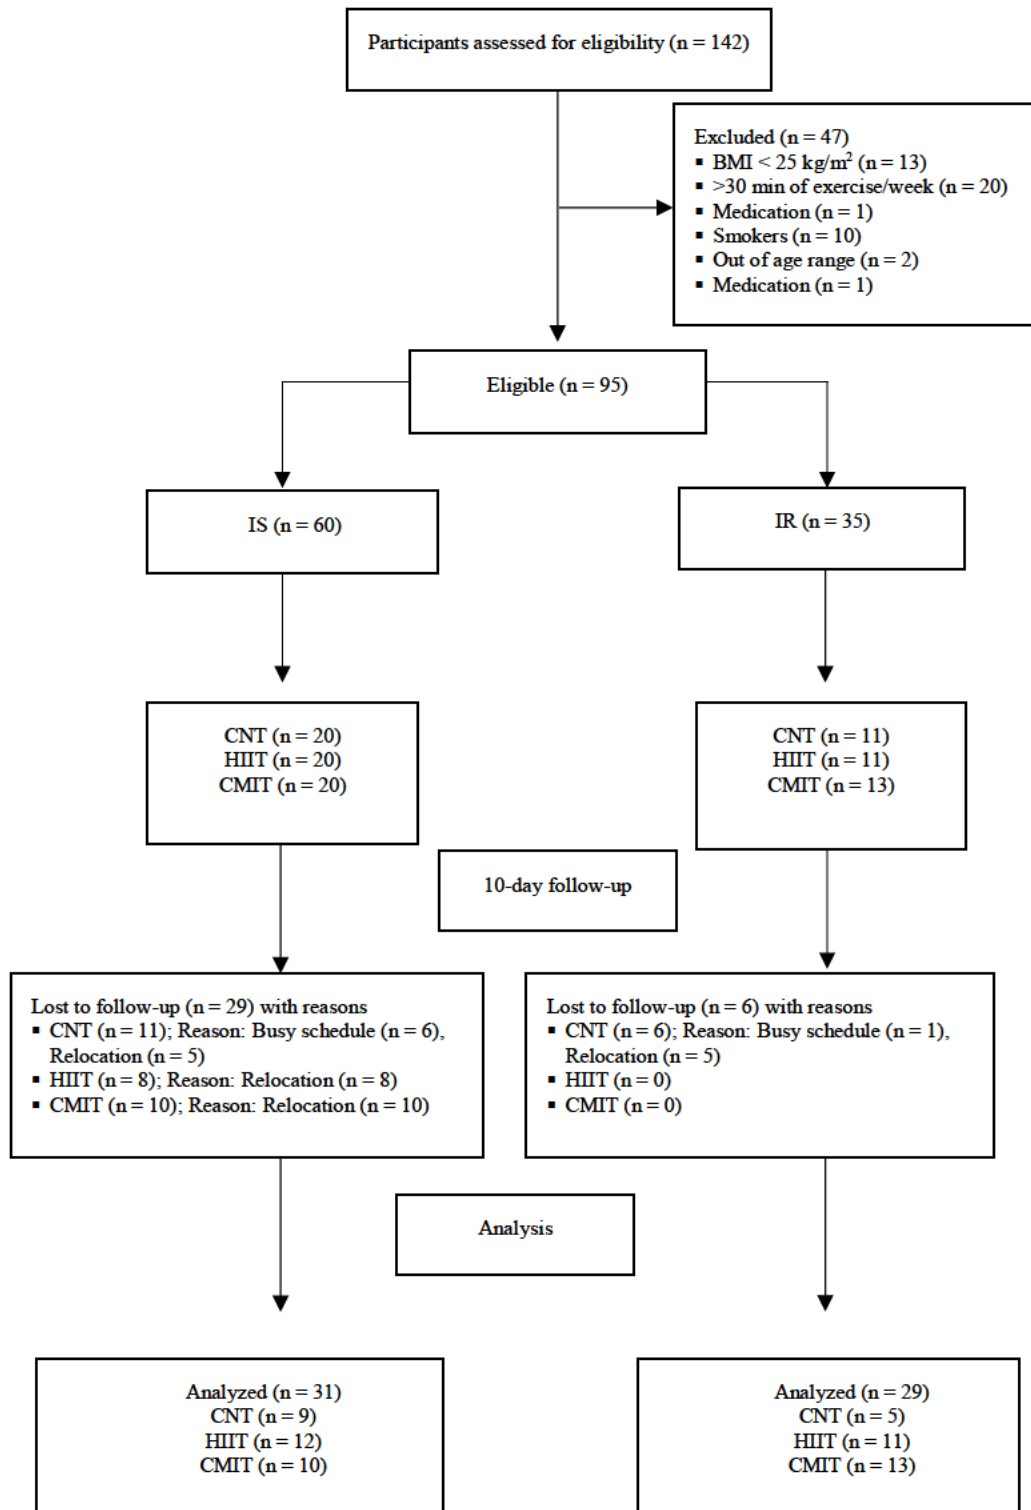 Participants assessed for eligibility (n = 142)
Excluded (n = 47)
▪ BMI < 25 kg/m² (n = 13)
▪ >30 min of exercise/week (n = 20)
▪ Medication (n = 1)
▪ Smokers (n = 10)
▪ Out of age range (n = 2)
▪ Medication (n = 1)
Eligible (n = 95)
IS (n = 60)
IR (n = 35)
CNT (n = 20)
HIIT (n = 20)
CMIT (n = 20)
CNT (n = 11)
HIIT (n = 11)
CMIT (n = 13)
10-day follow-up
Lost to follow-up (n = 29) with reasons
▪ CNT (n = 11); Reason: Busy schedule (n = 6),
Relocation (n = 5)
▪ HIIT (n = 8); Reason: Relocation (n = 8)
▪ CMIT (n = 10); Reason: Relocation (n = 10)
Lost to follow-up (n = 6) with reasons
▪ CNT (n = 6); Reason: Busy schedule (n = 1),
Relocation (n = 5)
▪ HIIT (n = 0)
▪ CMIT (n = 0)
Analysis
Analyzed (n = 31)
CNT (n = 9)
HIIT (n = 12)
CMIT (n = 10)
Analyzed (n = 29)
CNT (n = 5)
HIIT (n = 11)
CMIT (n = 13)